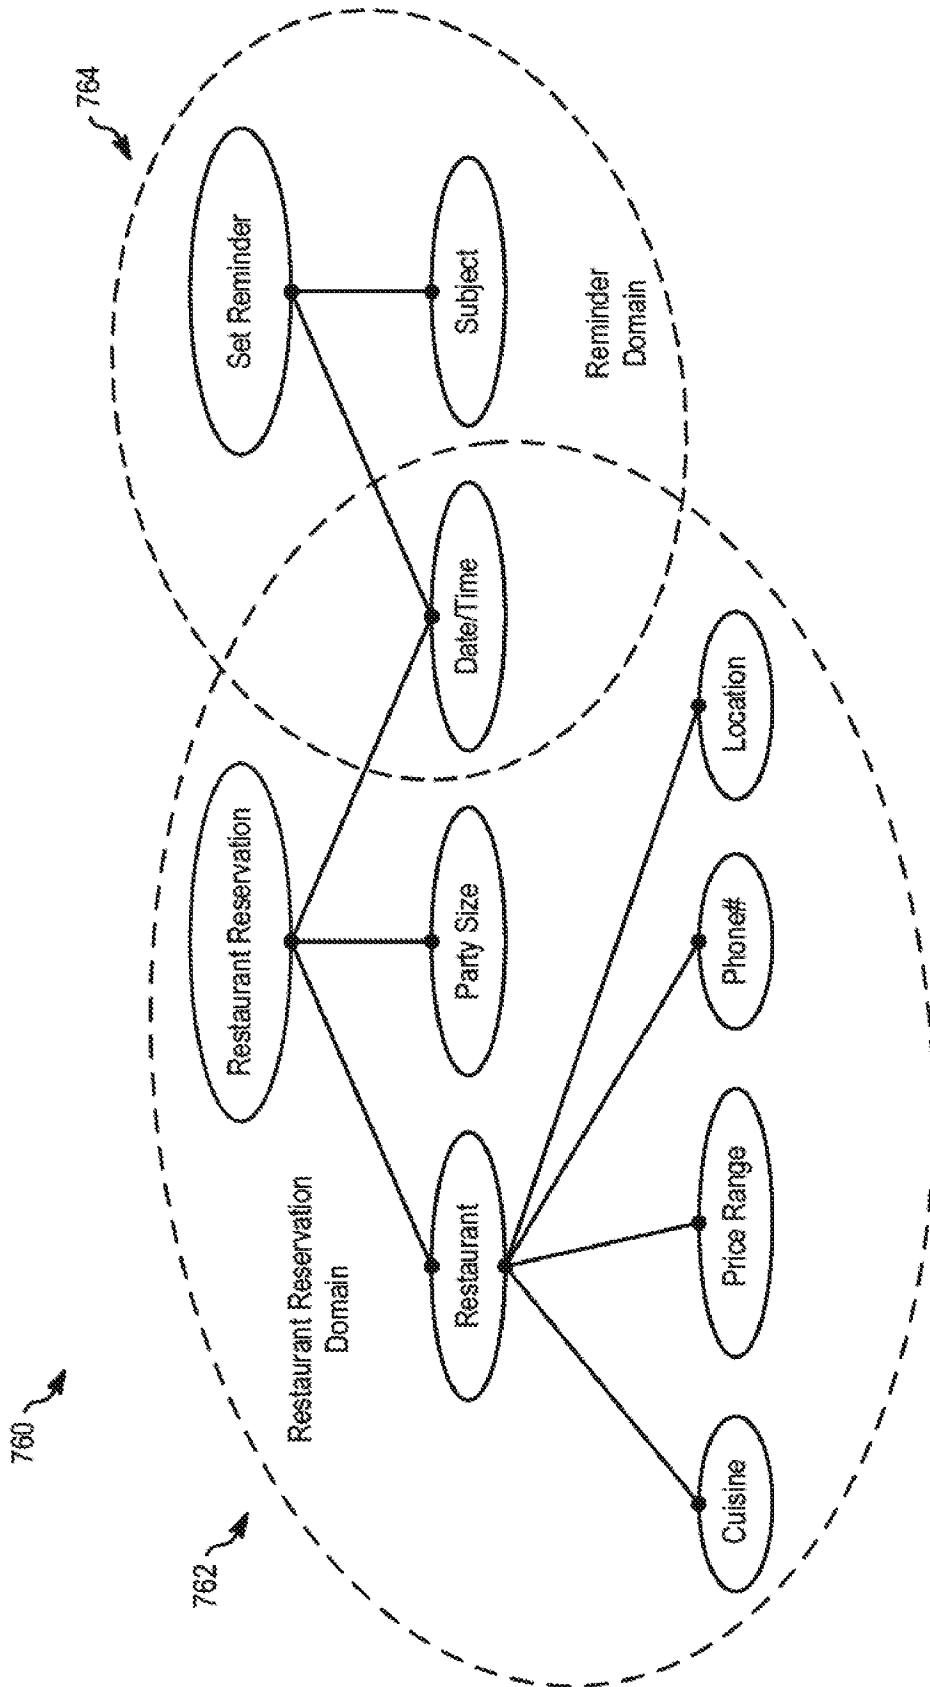 760
762
764
Restaurant Reservation
Domain
Restaurant Reservation
Set Reminder
Restaurant
Party Size
Date/Time
Subject
Reminder
Domain
Cuisine
Price Range
Phone#
Location